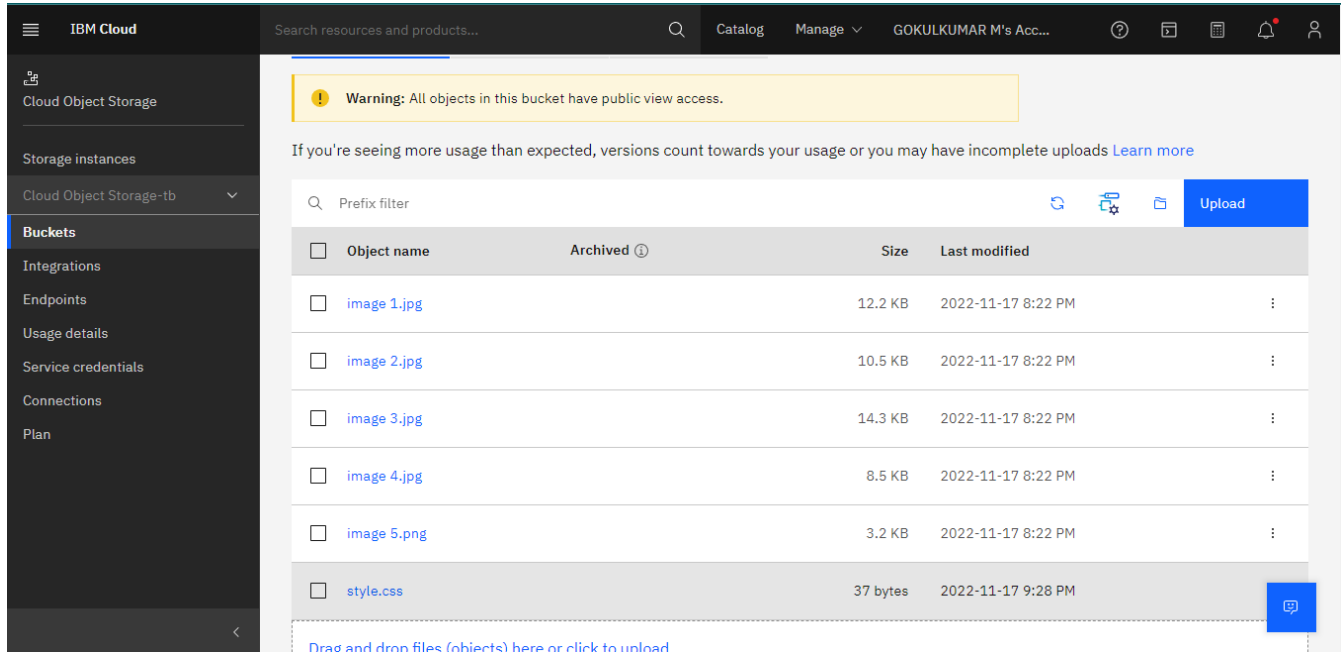 IBM Cloud
Search resources and products...
Catalog
Manage
GOKULKUMAR M's Acc...
Cloud Object Storage
Storage instances
Cloud Object Storage-tb
Buckets
Integrations
Endpoints
Usage details
Service credentials
Connections
Plan
Warning: All objects in this bucket have public view access.
If you're seeing more usage than expected, versions count towards your usage or you may have incomplete uploads Learn more
Prefix filter
Upload
Object name Archived Size Last modified
image 1.jpg 12.2 KB 2022-11-17 8:22 PM
image 2.jpg 10.5 KB 2022-11-17 8:22 PM
image 3.jpg 14.3 KB 2022-11-17 8:22 PM
image 4.jpg 8.5 KB 2022-11-17 8:22 PM
image 5.png 3.2 KB 2022-11-17 8:22 PM
style.css 37 bytes 2022-11-17 9:28 PM
Drag and drop files (objects) here or click to upload